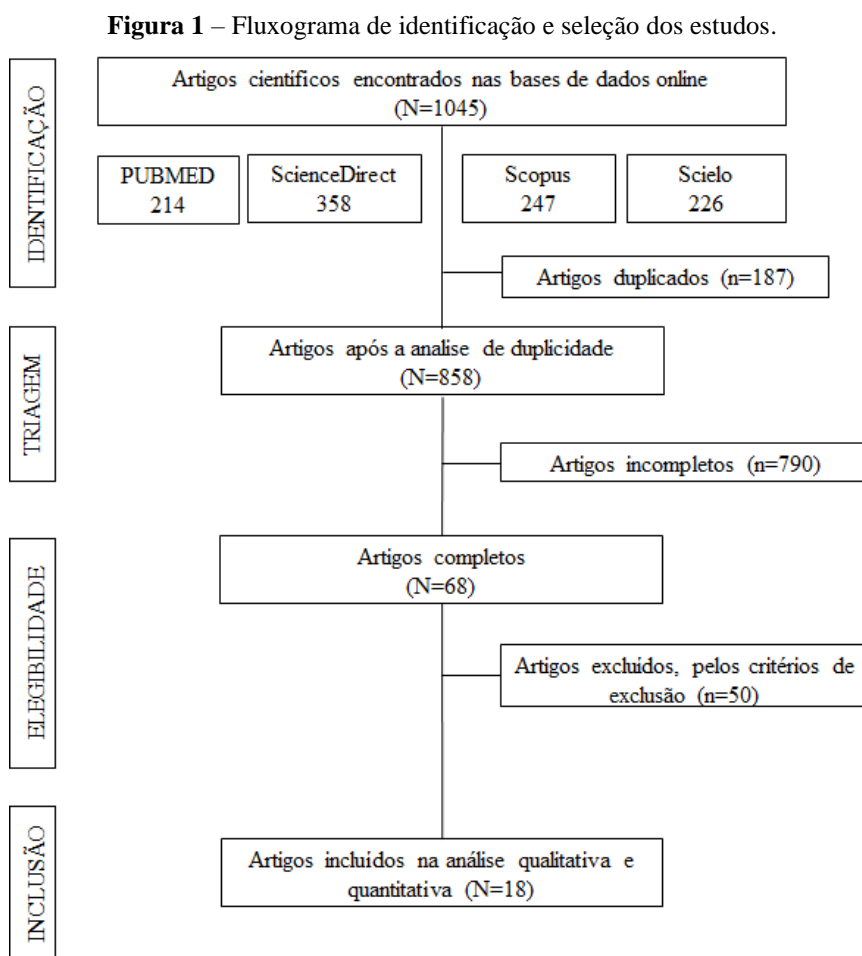 Figura 1 – Fluxograma de identificação e seleção dos estudos.
IDENTIFICAÇÃO
Artigos científicos encontrados nas bases de dados online
(N=1045)
PUBMED
214
ScienceDirect
358
Scopus
247
Scielo
226
Artigos duplicados (n=187)
TRIAGEM
Artigos após a analise de duplicidade
(N=858)
Artigos incompletos (n=790)
ELEGIBILIDADE
Artigos completos
(N=68)
Artigos excluídos, pelos critérios de
exclusão (n=50)
INCLUSÃO
Artigos incluídos na análise qualitativa e
quantitativa (N=18)